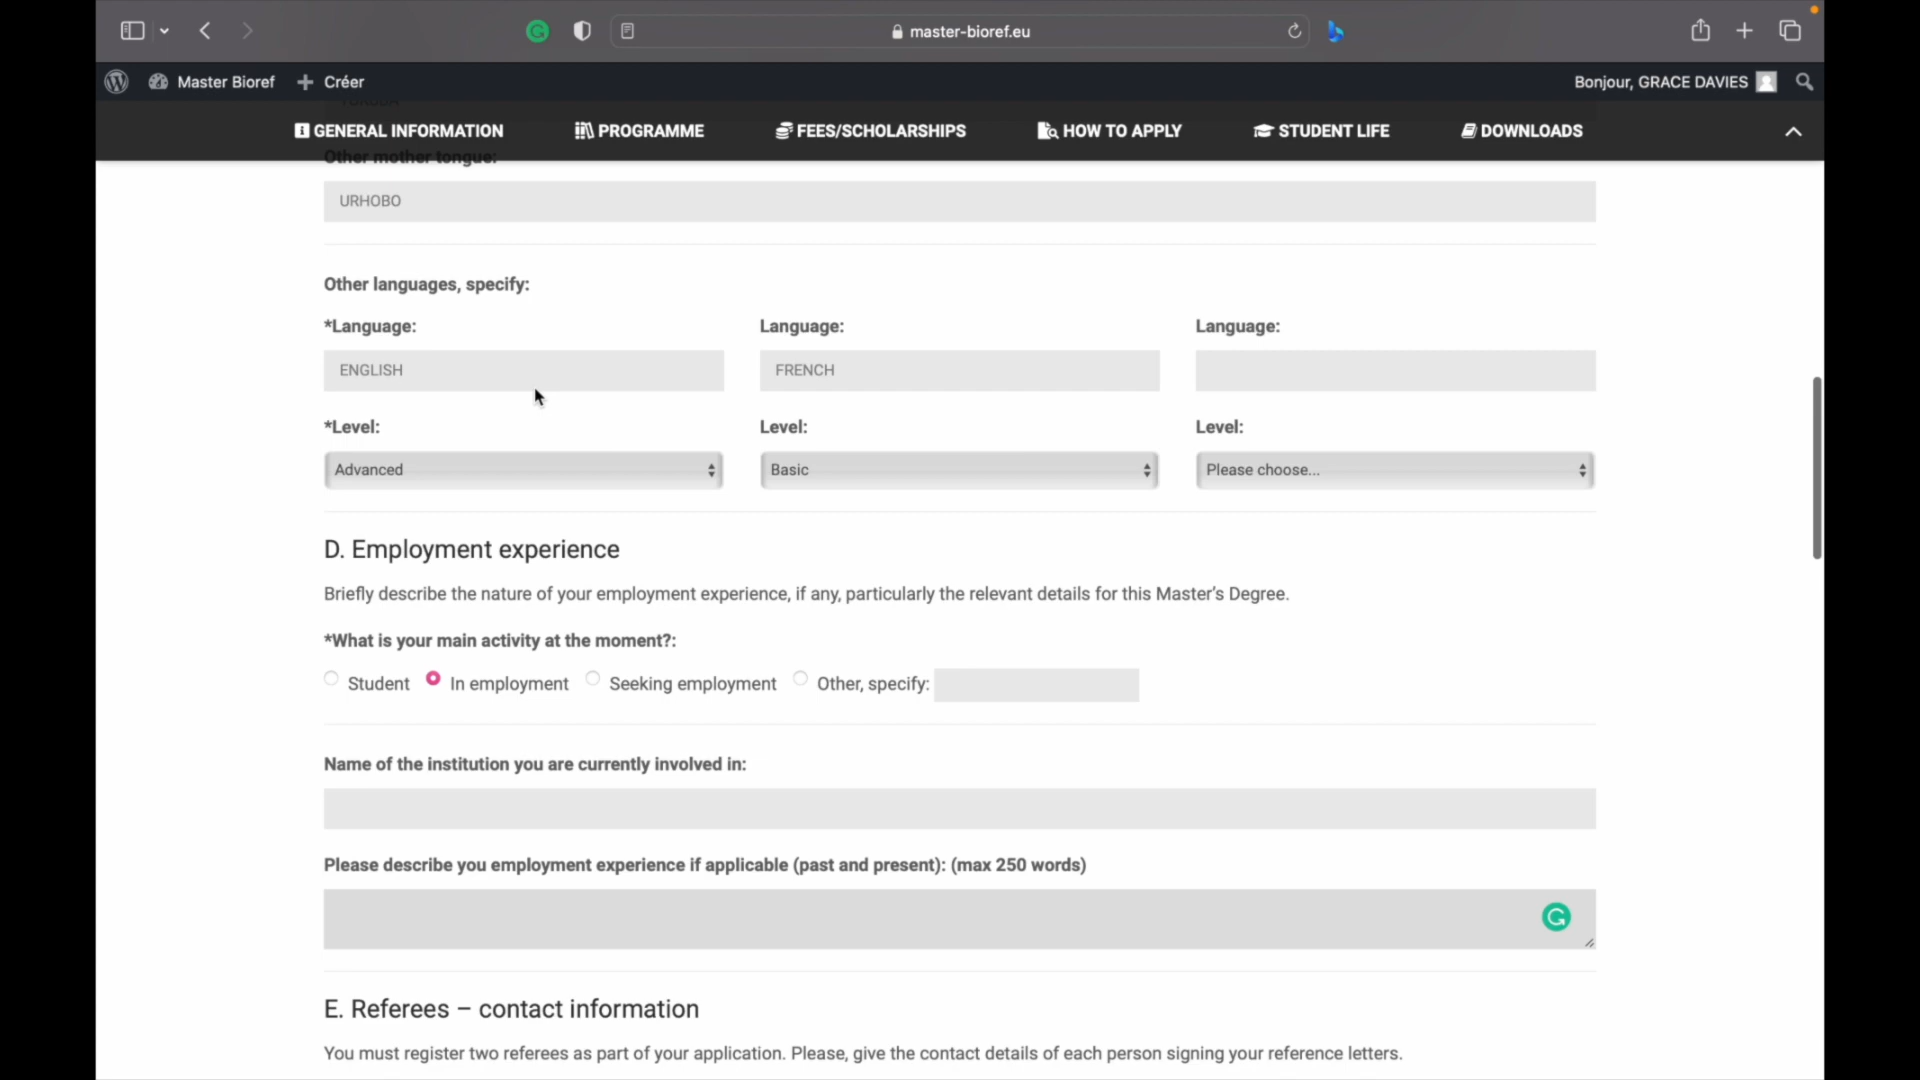 master-bioref.eu
Master Bioref
Créer
Bonjour, GRACE DAVIES
GENERAL INFORMATION
PROGRAMME
FEES/SCHOLARSHIPS
HOW TO APPLY
STUDENT LIFE
DOWNLOADS
Other mother tongue:
URHOBO
Other languages, specify:
*Language:
Language:
Language:
ENGLISH
FRENCH
*Level:
Level:
Level:
Advanced
Basic
Please choose...
D. Employment experience
Briefly describe the nature of your employment experience, if any, particularly the relevant details for this Master's Degree.
*What is your main activity at the moment?:
Student
In employment
Seeking employment
Other, specify:
Name of the institution you are currently involved in:
Please describe you employment experience if applicable (past and present): (max 250 words)
E. Referees – contact information
You must register two referees as part of your application. Please, give the contact details of each person signing your reference letters.